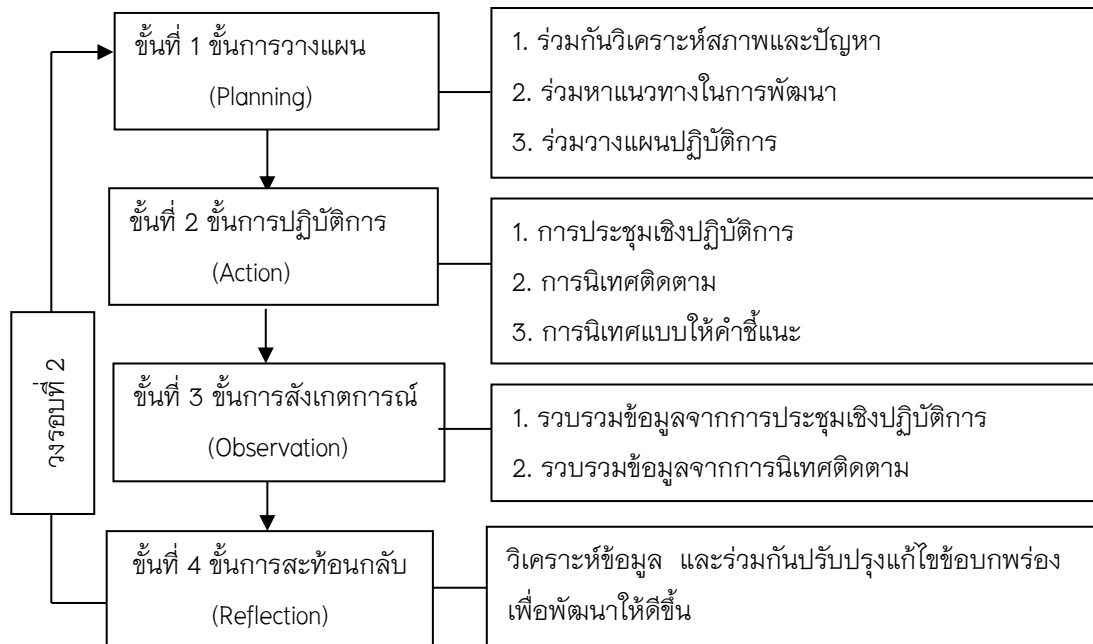 ขั้นที่ 1 ขั้นการวางแผน
(Planning)
1. ร่วมกันวิเคราะห์สภาพและปัญหา
2. ร่วมหาแนวทางในการพัฒนา
3. ร่วมวางแผนปฏิบัติการ
ขั้นที่ 2 ขั้นการปฏิบัติการ
(Action)
1. การประชุมเชิงปฏิบัติการ
2. การนิเทศติดตาม
3. การนิเทศแบบให้คำชี้แนะ
ขั้นที่ 3 ขั้นการสังเกตการณ์
(Observation)
1. รวบรวมข้อมูลจากการประชุมเชิงปฏิบัติการ
2. รวบรวมข้อมูลจากการนิเทศติดตาม
ขั้นที่ 4 ขั้นการสะท้อนกลับ
(Reflection)
วิเคราะห์ข้อมูล และร่วมกันปรับปรุงแก้ไขข้อบกพร่อง
เพื่อพัฒนาให้ดีขึ้น
วงรอบที่ 2